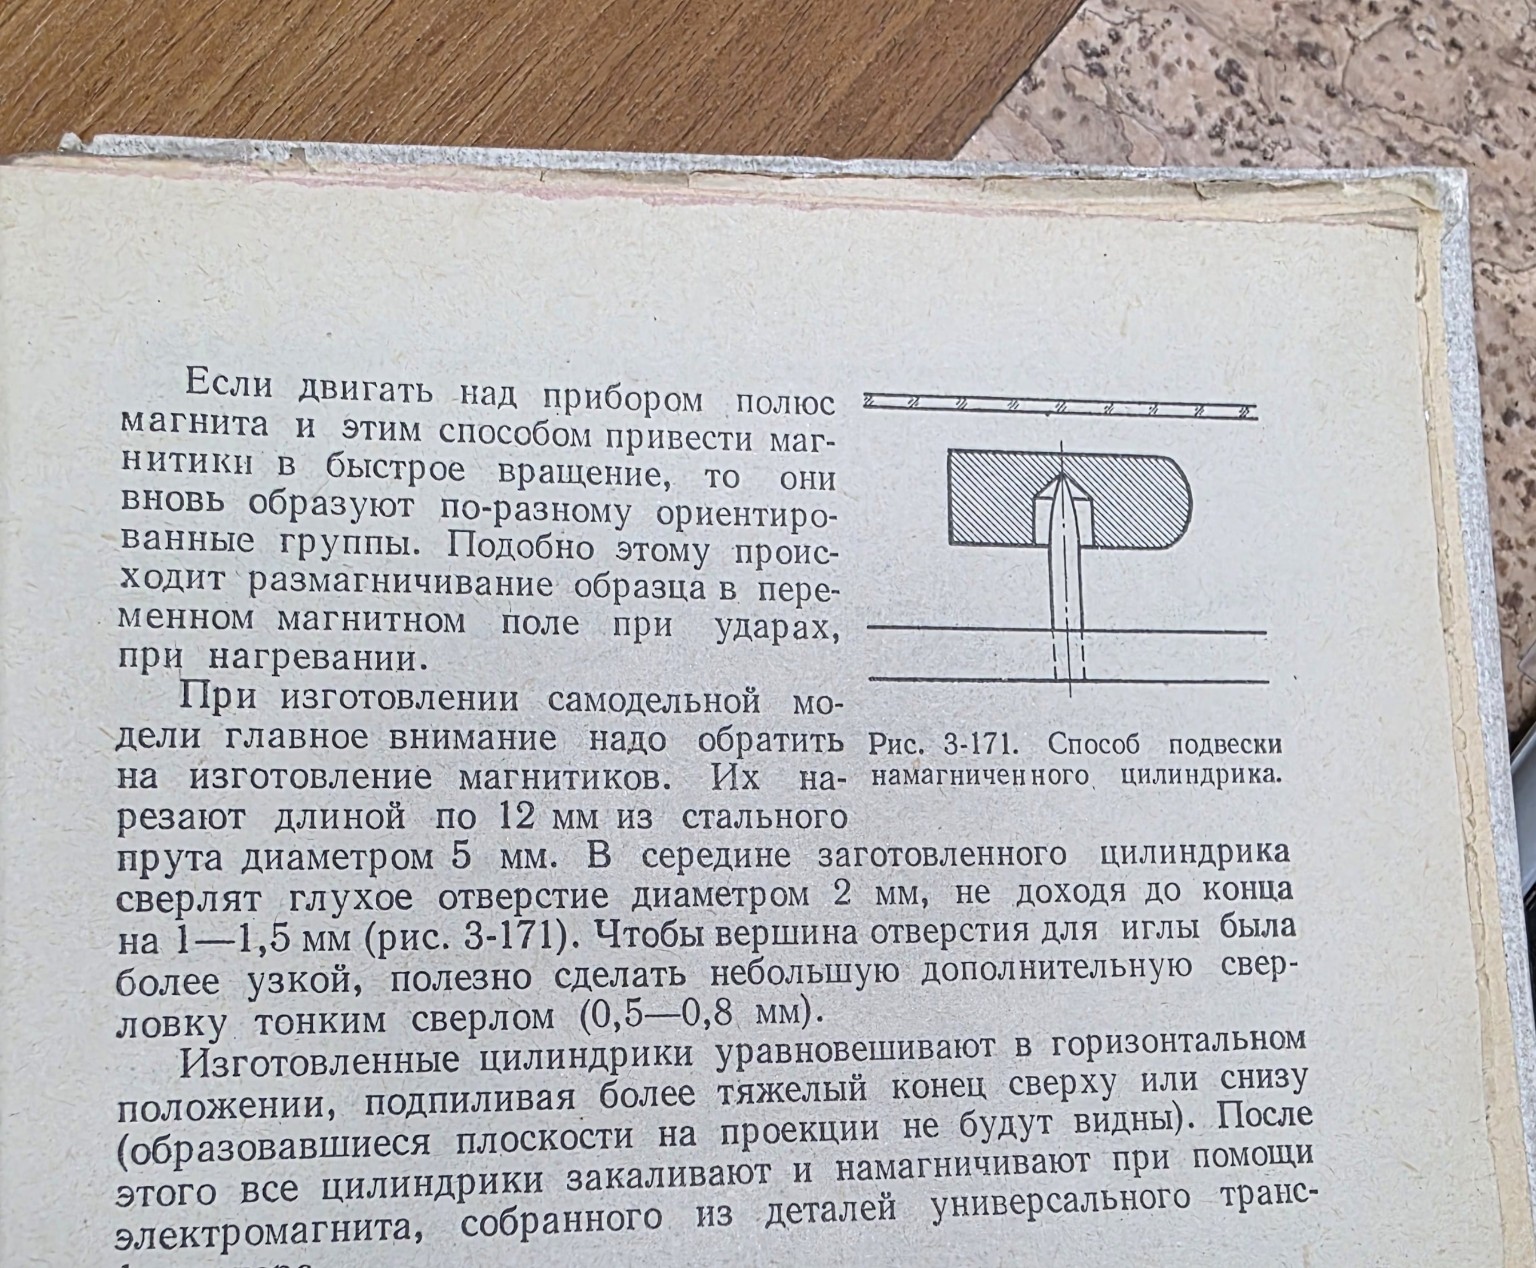 Если двигать над прибором полюс
магнита и этим способом привести маг-
нитики в быстрое вращение, то они
вновь образуют по-разному ориентиро-
ванные группы. Подобно этому проис-
ходит размагничивание образца в пере-
менном магнитном поле при ударах,
при нагревании.
При изготовлении самодельной мо-
дели главное внимание надо обратить
на изготовление магнитиков. Их на-
резают длиной по 12 мм из стального
Рис. 3-171. Способ подвески
намагниченного цилиндрика.
прута диаметром 5 мм. В середине заготовленного цилиндрика
сверлят глухое отверстие диаметром 2 мм, не доходя до конца
на 1—1,5 мм (рис. 3-171). Чтобы вершина отверстия для иглы была
более узкой, полезно сделать небольшую дополнительную свер-
ловку тонким сверлом (0,5—0,8 мм).
Изготовленные цилиндрики уравновешивают в горизонтальном
положении, подпиливая более тяжелый конец сверху или снизу
(образовавшиеся плоскости на проекции не будут видны). После
этого все цилиндрики закаливают и намагничивают при помощи
электромагнита, собранного из деталей универсального транс-